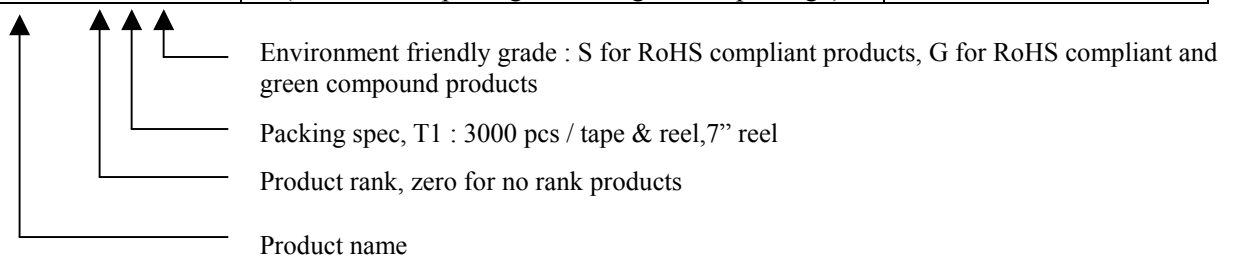 Environment friendly grade : S for RoHS compliant products, G for RoHS compliant and
green compound products
Packing spec, T1 : 3000 pcs / tape & reel,7” reel
Product rank, zero for no rank products
Product name